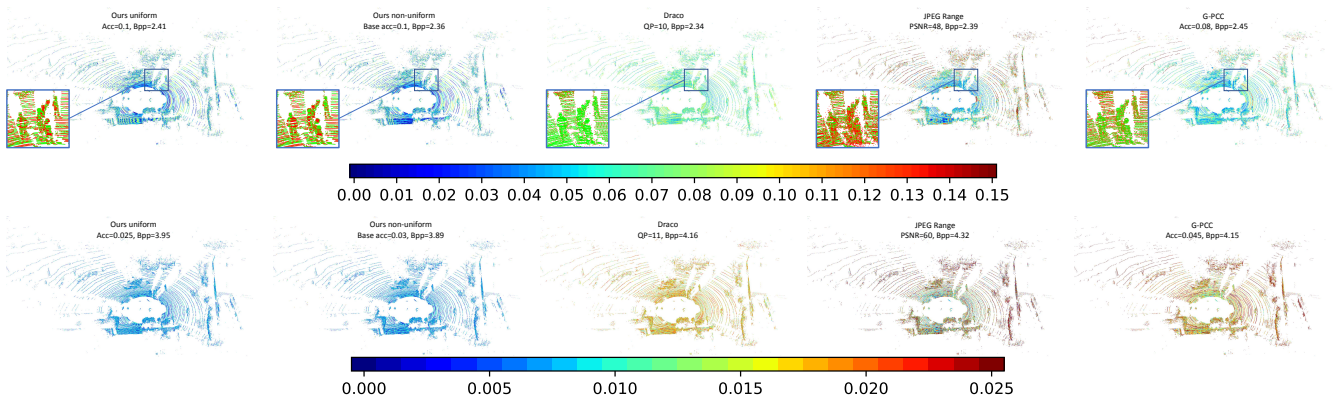 Ours uniform
Acc=0.1, Bpp=2.41
Ours non-uniform
Base acc=0.1, Bpp=2.36
Draco
QP=10, Bpp=2.34
JPEG Range
PSNR=48, Bpp=2.39
G-PCC
Acc=0.08, Bpp=2.45
0.00 0.01 0.02 0.03 0.04 0.05 0.06 0.07 0.08 0.09 0.10 0.11 0.12 0.13 0.14 0.15
Ours uniform
Acc=0.025, Bpp=3.95
Ours non-uniform
Base acc=0.03, Bpp=3.89
Draco
QP=11, Bpp=4.16
JPEG Range
PSNR=60, Bpp=4.32
G-PCC
Acc=0.045, Bpp=4.15
0.000 0.005 0.010 0.015 0.020 0.025